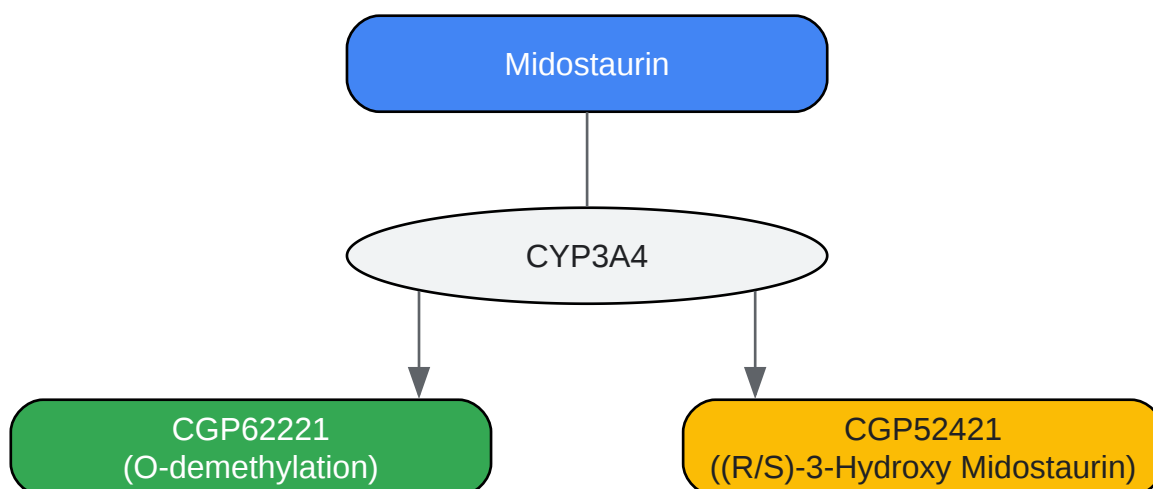 Midostaurin
CYP3A4
CGP62221
(O-demethylation)
CGP52421
((R/S)-3-Hydroxy Midostaurin)